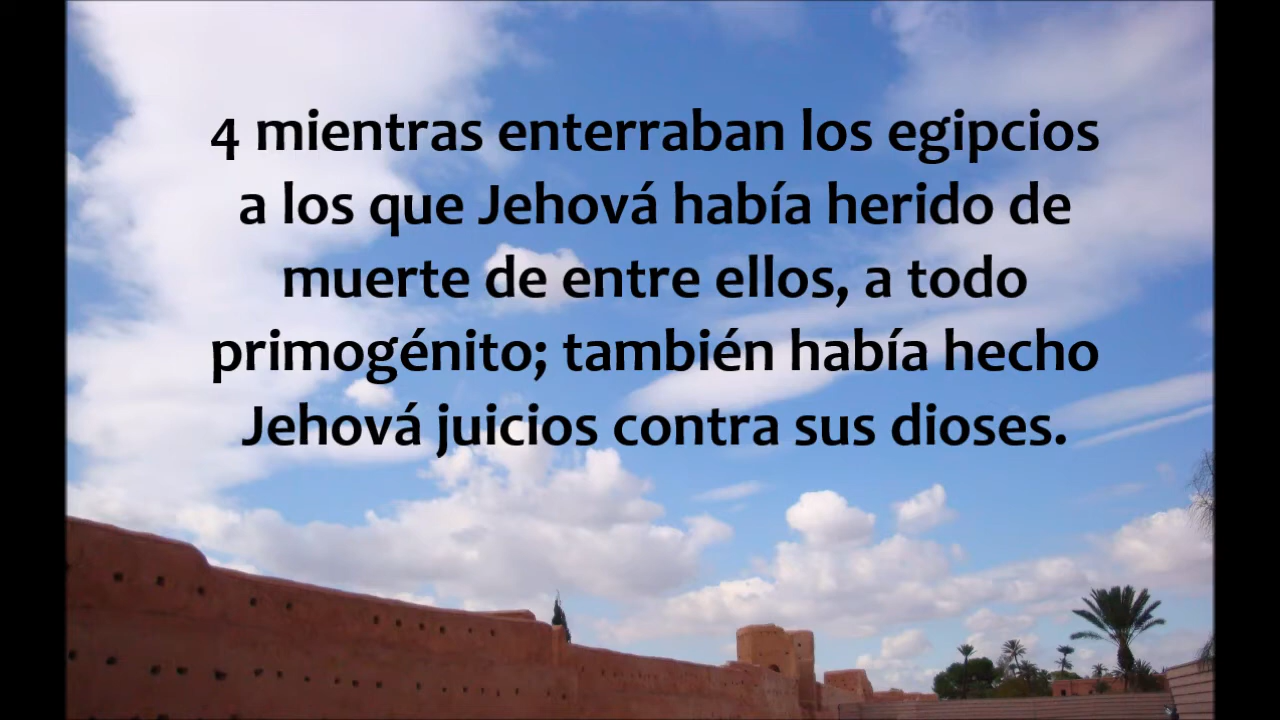 4 mientras enterraban los egipcios
a los que Jehová había herido de
muerte de entre ellos, a todo
primogénito; también había hecho
Jehová juicios contra sus dioses.